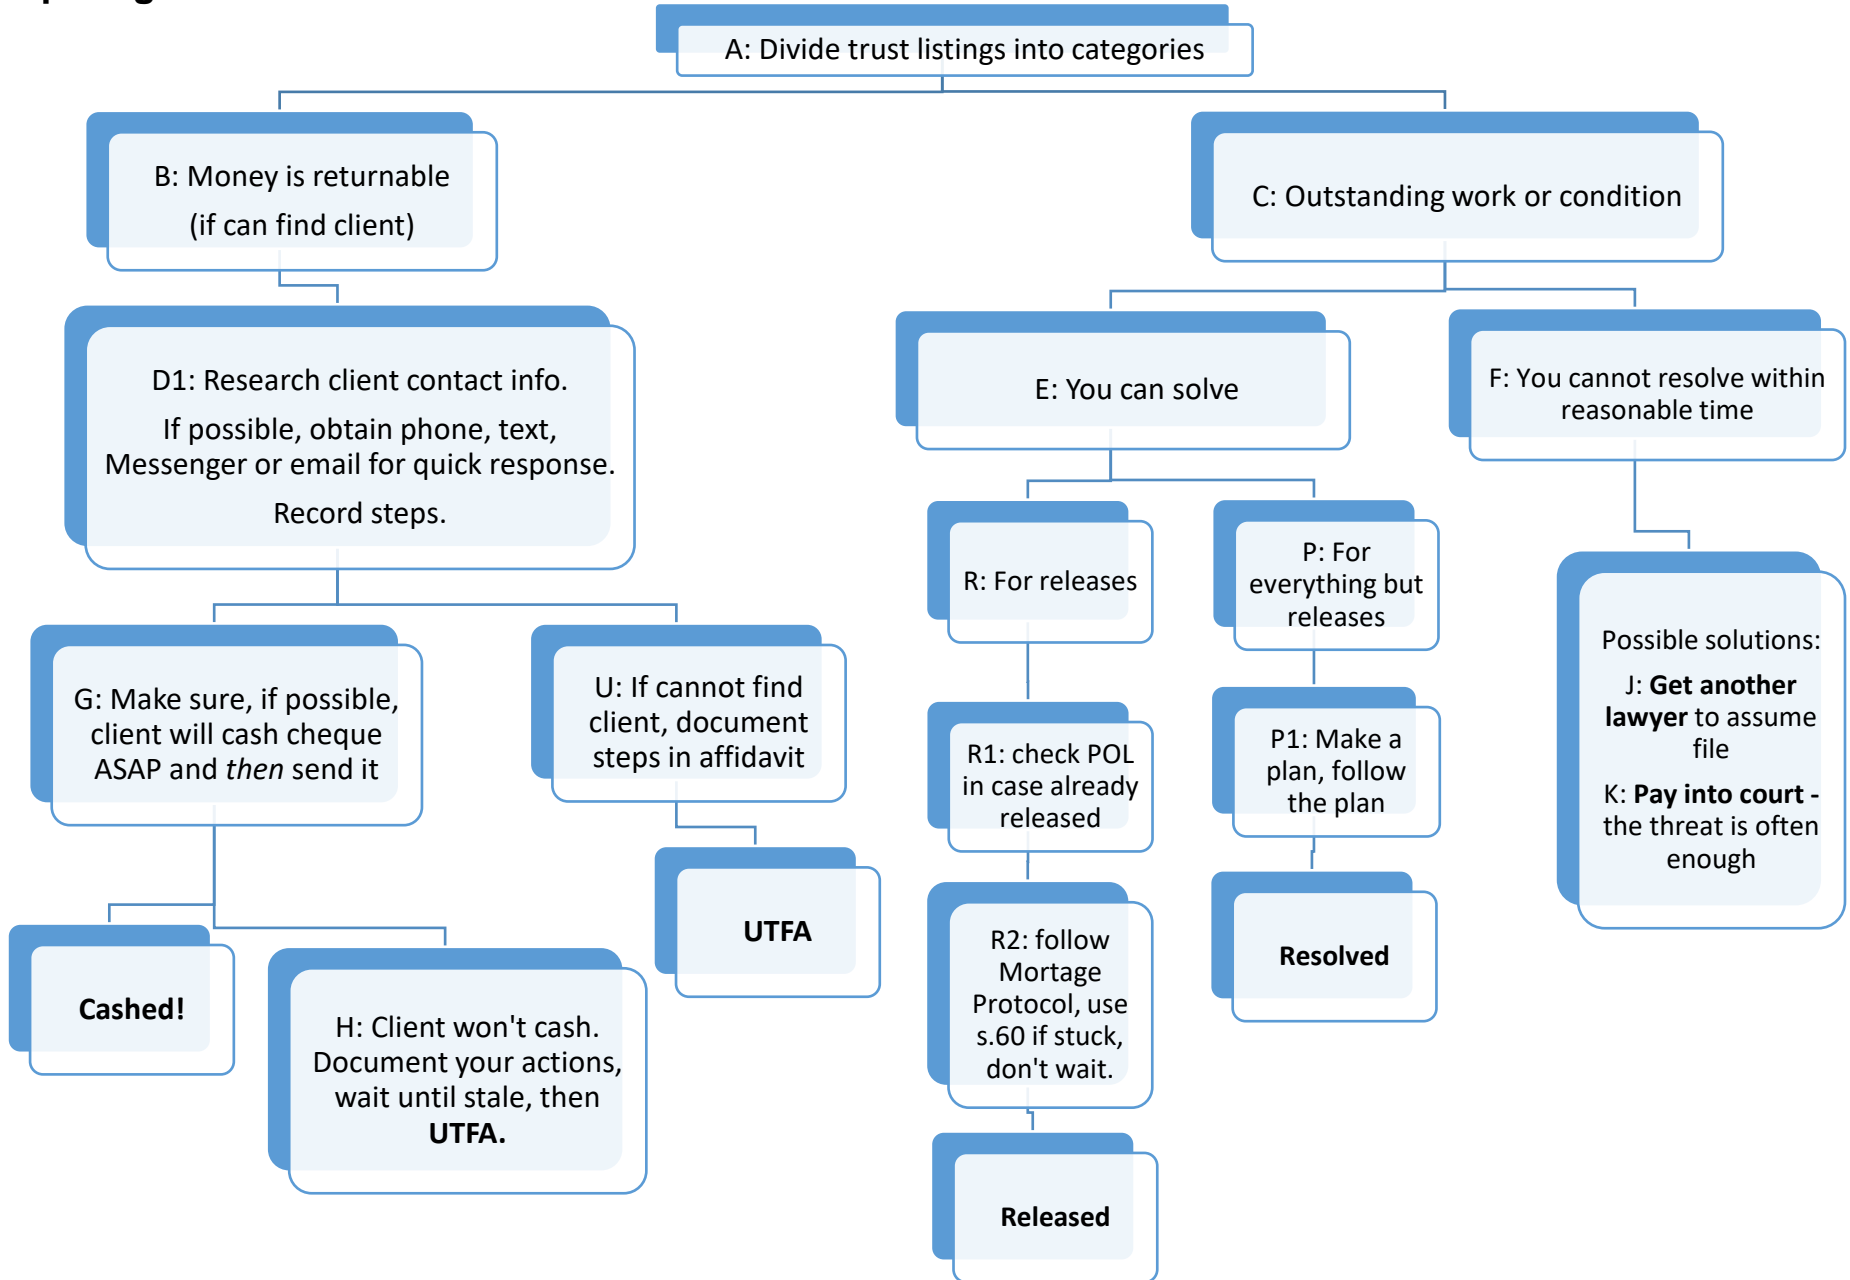 A: Divide trust listings into categories
B: Money is returnable
(if can find client)
C: Outstanding work or condition
D1: Research client contact info.
If possible, obtain phone, text,
Messenger or email for quick response.
Record steps.
E: You can solve
F: You cannot resolve within
reasonable time
G: Make sure, if possible,
client will cash cheque
ASAP and then send it
U: If cannot find
client, document
steps in affidavit
R: For releases
P: For
everything but
releases
Possible solutions:
J: Get another
lawyer to assume
file
K: Pay into court -
the threat is often
enough
R1: check POL
in case already
released
P1: Make a
plan, follow
the plan
UTFA
Cashed!
H: Client won't cash.
Document your actions,
wait until stale, then
UTFA.
R2: follow
Mortage
Protocol, use
s.60 if stuck,
don't wait.
Resolved
Released